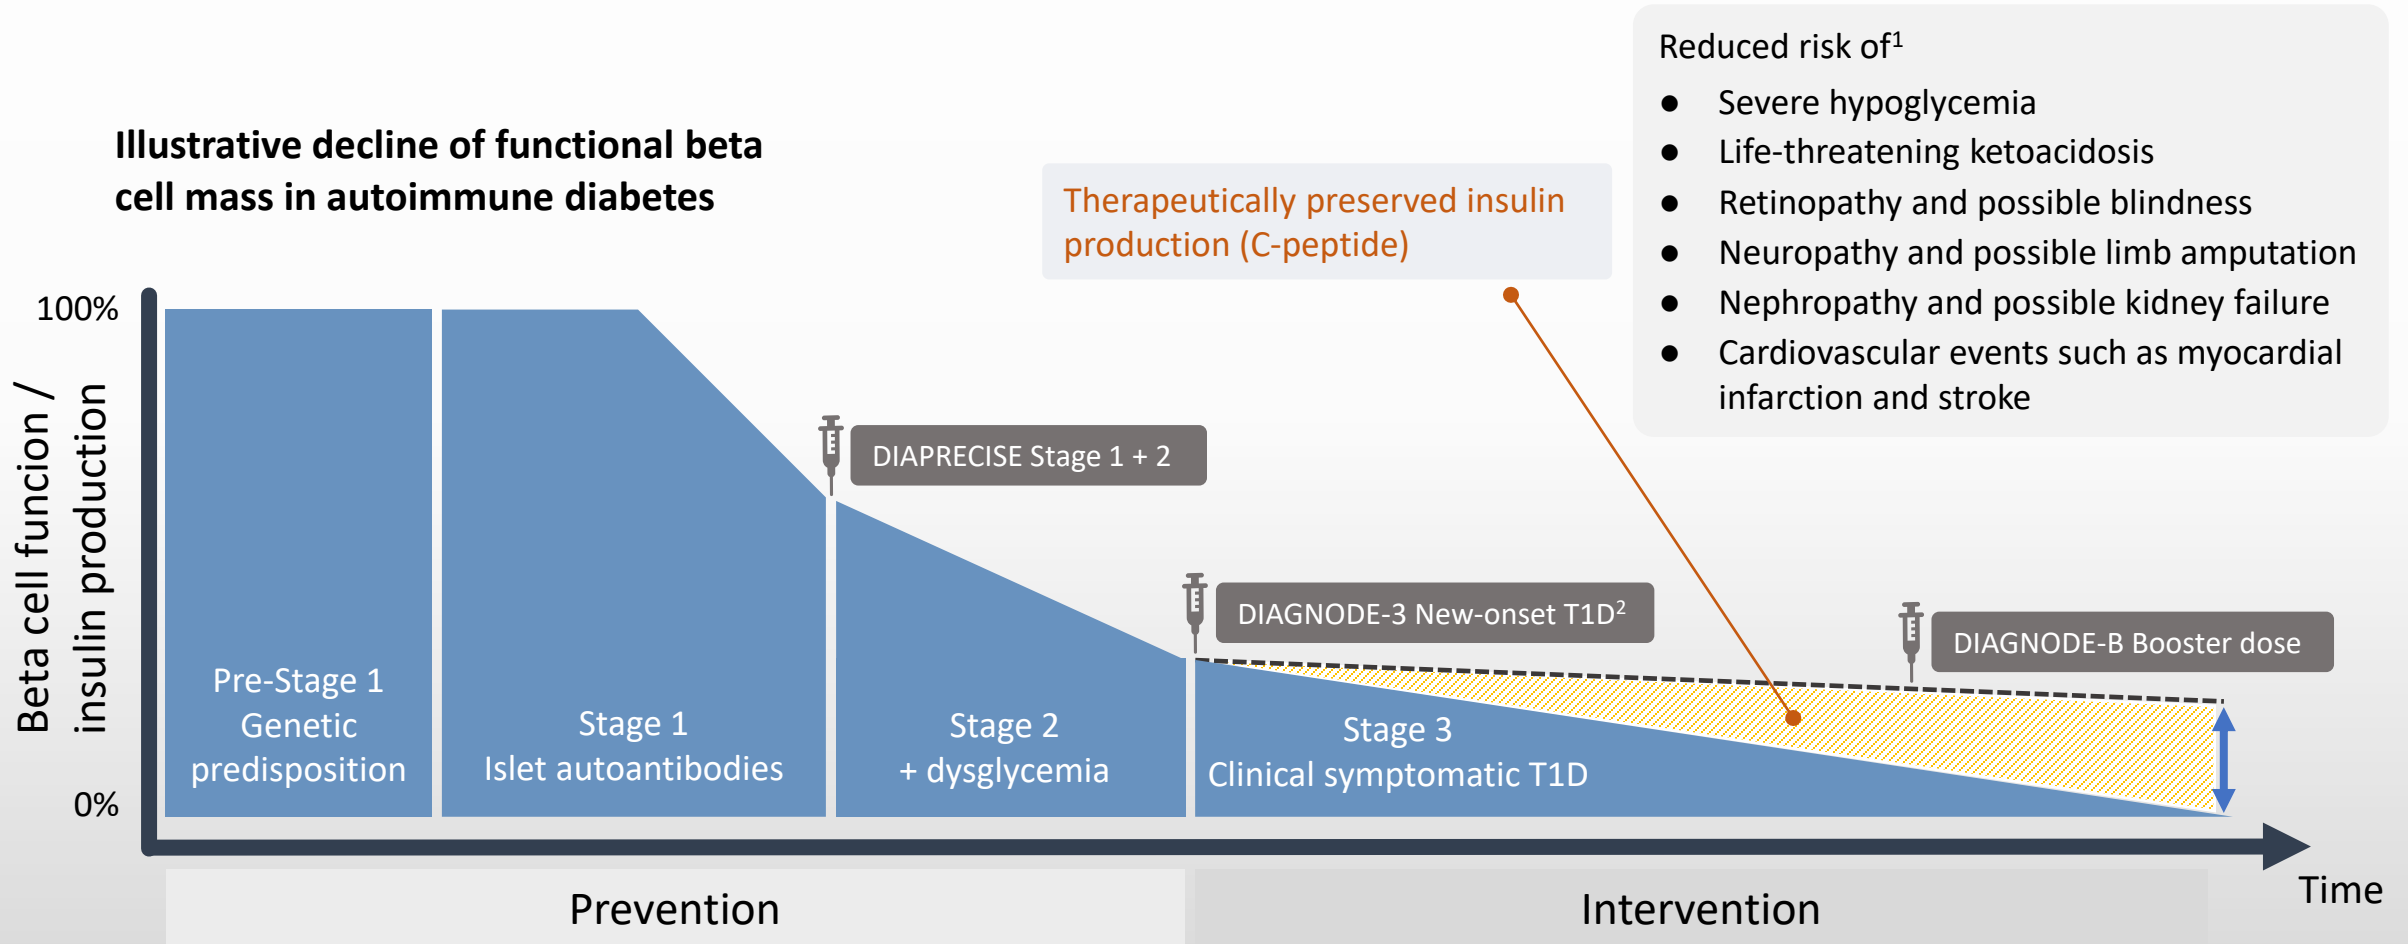 Illustrative decline of functional beta
cell mass in autoimmune diabetes
Therapeutically preserved insulin
production (C-peptide)
Reduced risk of1
● Severe hypoglycemia
● Life-threatening ketoacidosis
● Retinopathy and possible blindness
● Neuropathy and possible limb amputation
● Nephropathy and possible kidney failure
● Cardiovascular events such as myocardial
infarction and stroke
Beta cell funcion /
insulin production
100%
0%
DIAPRECISE Stage 1 + 2
DIAGNODE-3 New-onset T1D2
DIAGNODE-B Booster dose
Pre-Stage 1
Genetic
predisposition
Stage 1
Islet autoantibodies
Stage 2
+ dysglycemia
Stage 3
Clinical symptomatic T1D
Time
Prevention
Intervention